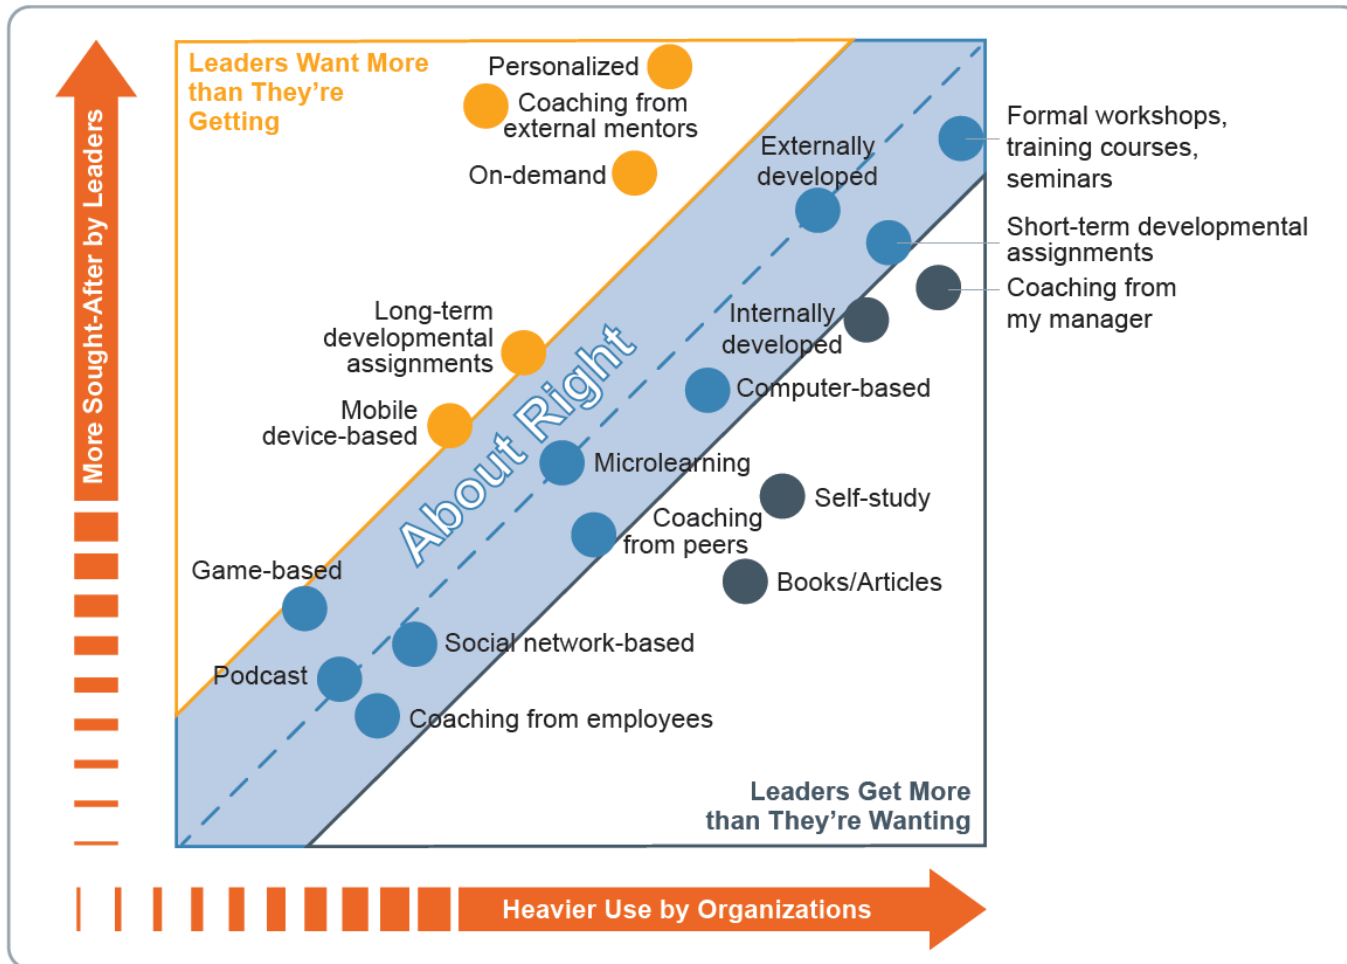 Leaders Want More
than They're
Getting
Personalized
Coaching from
external mentors
On-demand
Externally
developed
Formal workshops,
training courses,
seminars
Short-term developmental
assignments
Coaching from
my manager
Internally
developed
Long-term
developmental
assignments
Mobile
device-based
About Right
Computer-based
Microlearning
Self-study
Coaching
from peers
Books/Articles
Game-based
Social network-based
Podcast
Coaching from employees
Leaders Get More
than They're Wanting
More Sought-After by Leaders
Heavier Use by Organizations